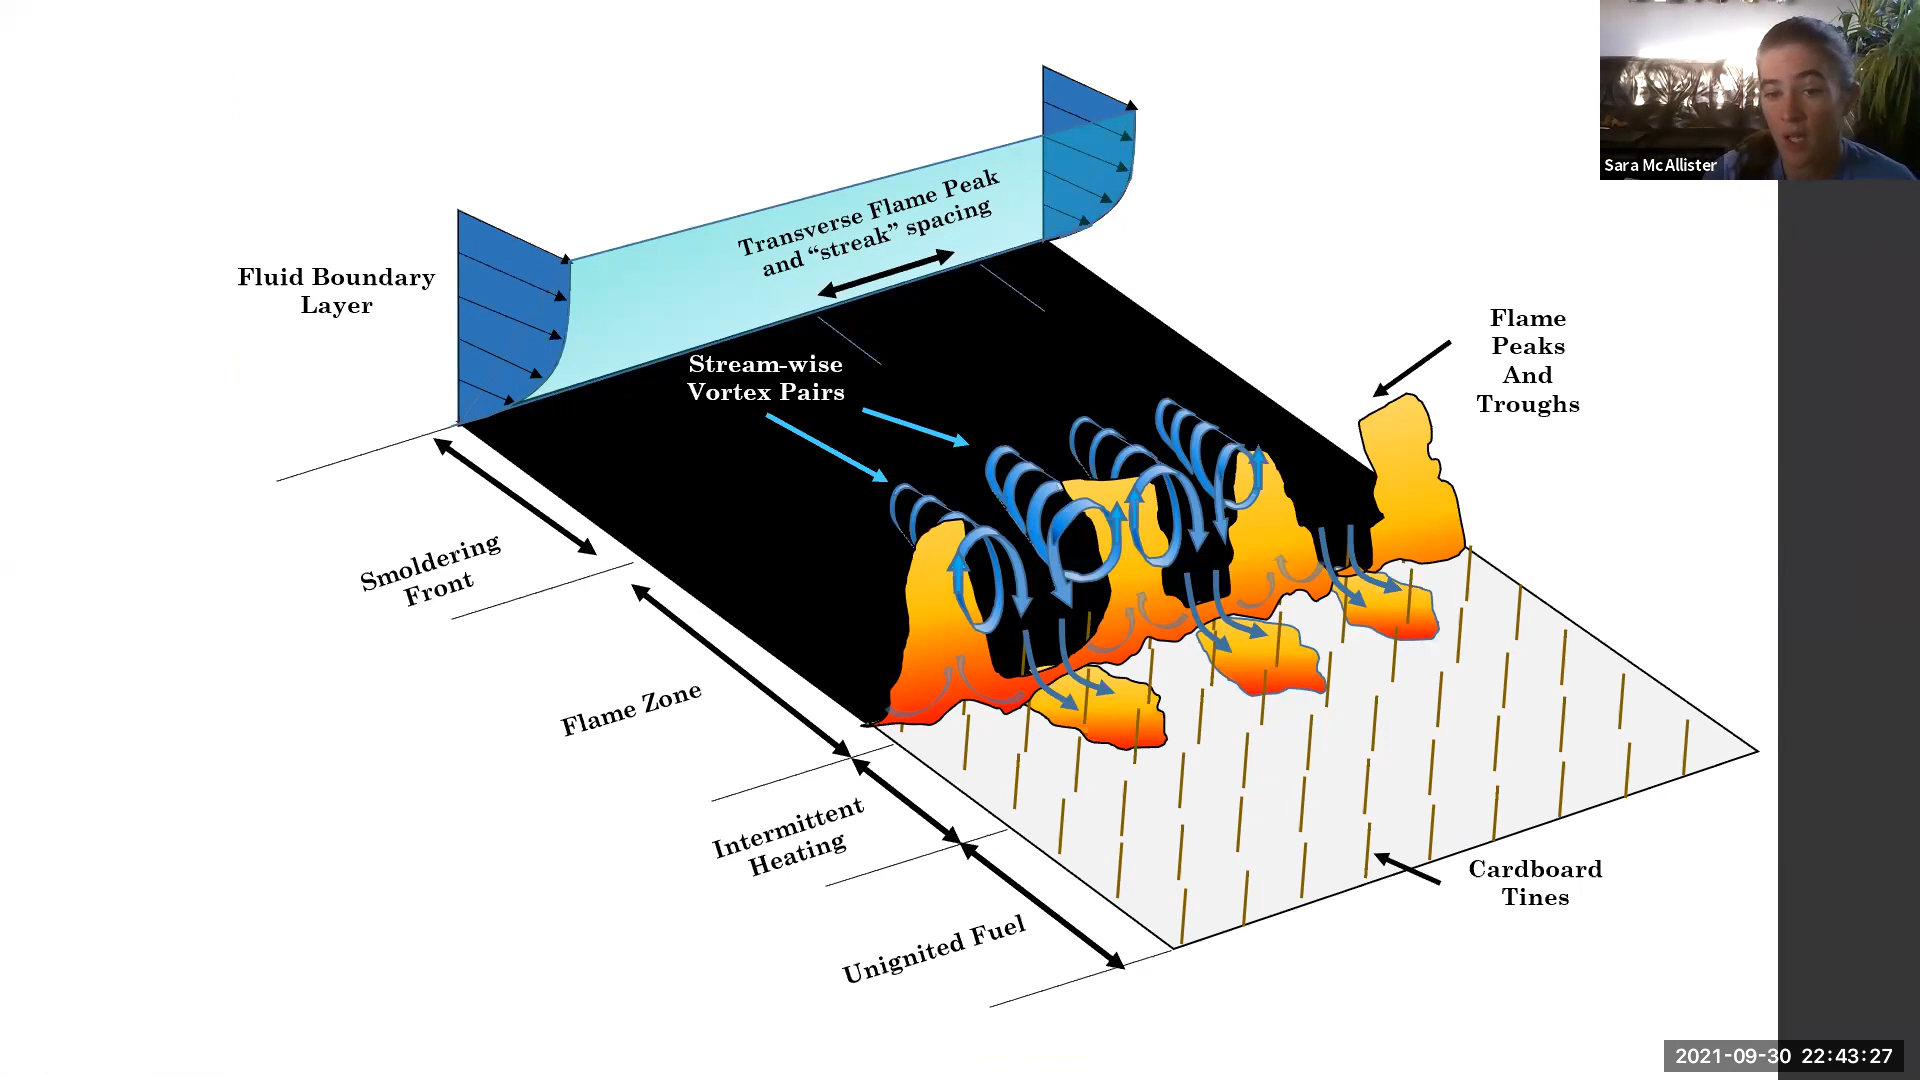 Sara McAllister
Transverse Flame Peak
and “streak” spacing
Fluid Boundary
Layer
Stream-wise
Vortex Pairs
Flame
Peaks
And
Troughs
Smoldering
Front
Flame Zone
Intermittent
Heating
Unignited Fuel
Cardboard
Tines
2021-09-30 22:43:27